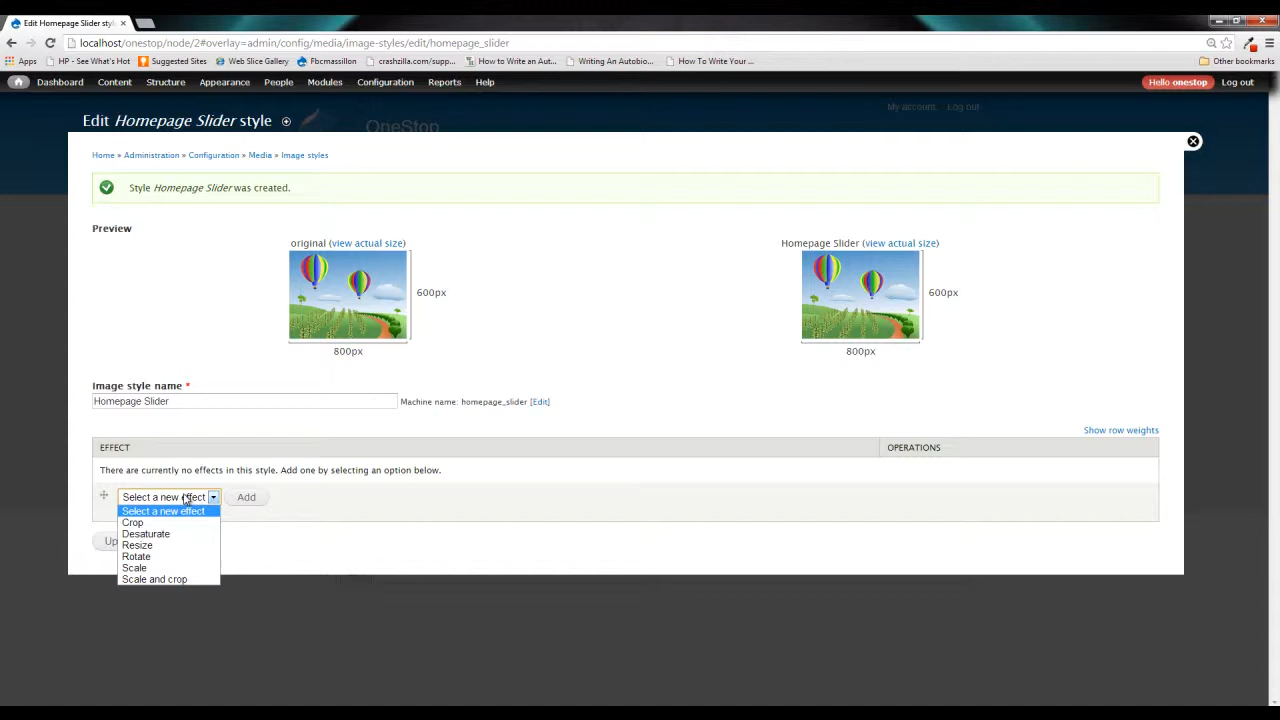 Edit Homepage Slider sty
localhost/onestop/node/2#overlay=admin/config/media/image-styles/edit/homepage_slider
Apps HP - See What's Hot Suggested Sites Web Slice Gallery Fbcmassillon crashzilla.com/supp... How to Write an Aut... Writing An Autobio... How To Write Your ... Other bookmarks
Dashboard Content Structure Appearance People Modules Configuration Reports Help Hello onestop Log out
My account Log out
Edit Homepage Slider style
OneStop
Home » Administration » Configuration » Media » Image styles
Style Homepage Slider was created.
Preview
original (view actual size) Homepage Slider (view actual size)
600px 600px
800px 800px
Image style name *
Homepage Slider Machine name: homepage_slider [Edit]
Show row weights
EFFECT OPERATIONS
There are currently no effects in this style. Add one by selecting an option below.
Select a new effect Add
Select a new effect
Crop
Desaturate
Up
Resize
Rotate
Scale
Scale and crop